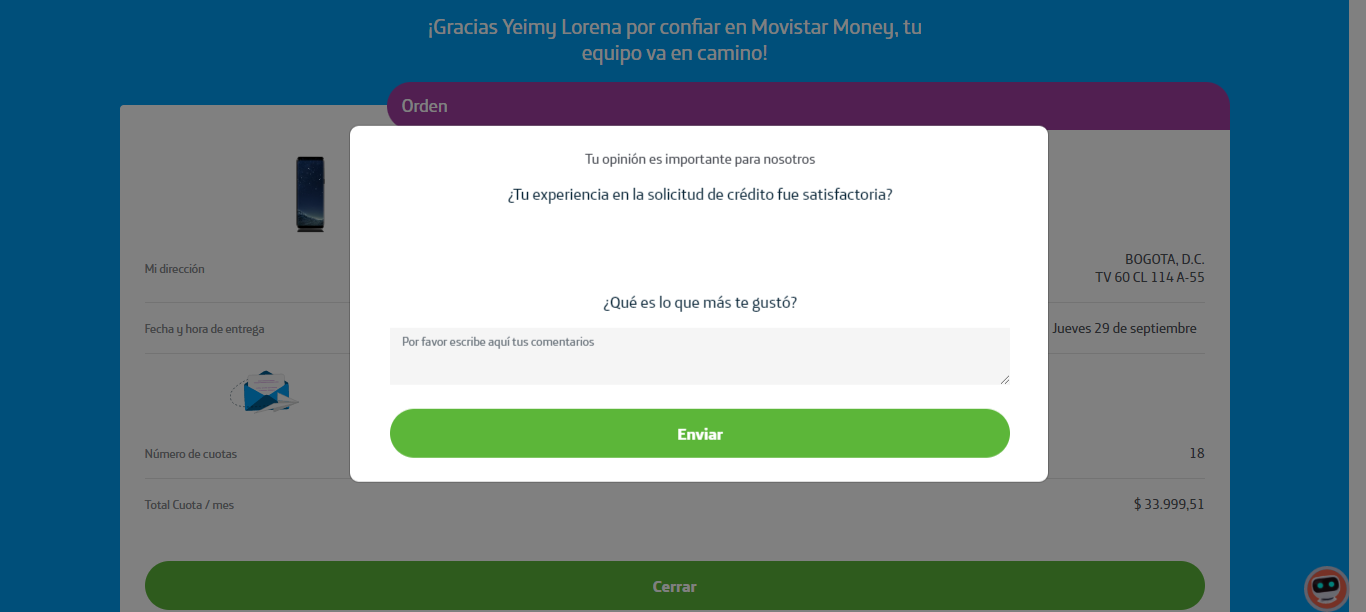 ¡Gracias Yeimy Lorena por confiar en Movistar Money, tu
equipo va en camino!
Orden
Tu opinión es importante para nosotros
¿Tu experiencia en la solicitud de crédito fue satisfactoria?
Mi dirección
BOGOTA, D.C.
TV 60 CL 114 A-55
¿Qué es lo que más te gustó?
Fecha y hora de entrega
Jueves 29 de septiembre
Por favor escribe aquí tus comentarios
Enviar
Número de cuotas
18
Total Cuota / mes
$ 33.999,51
Cerrar